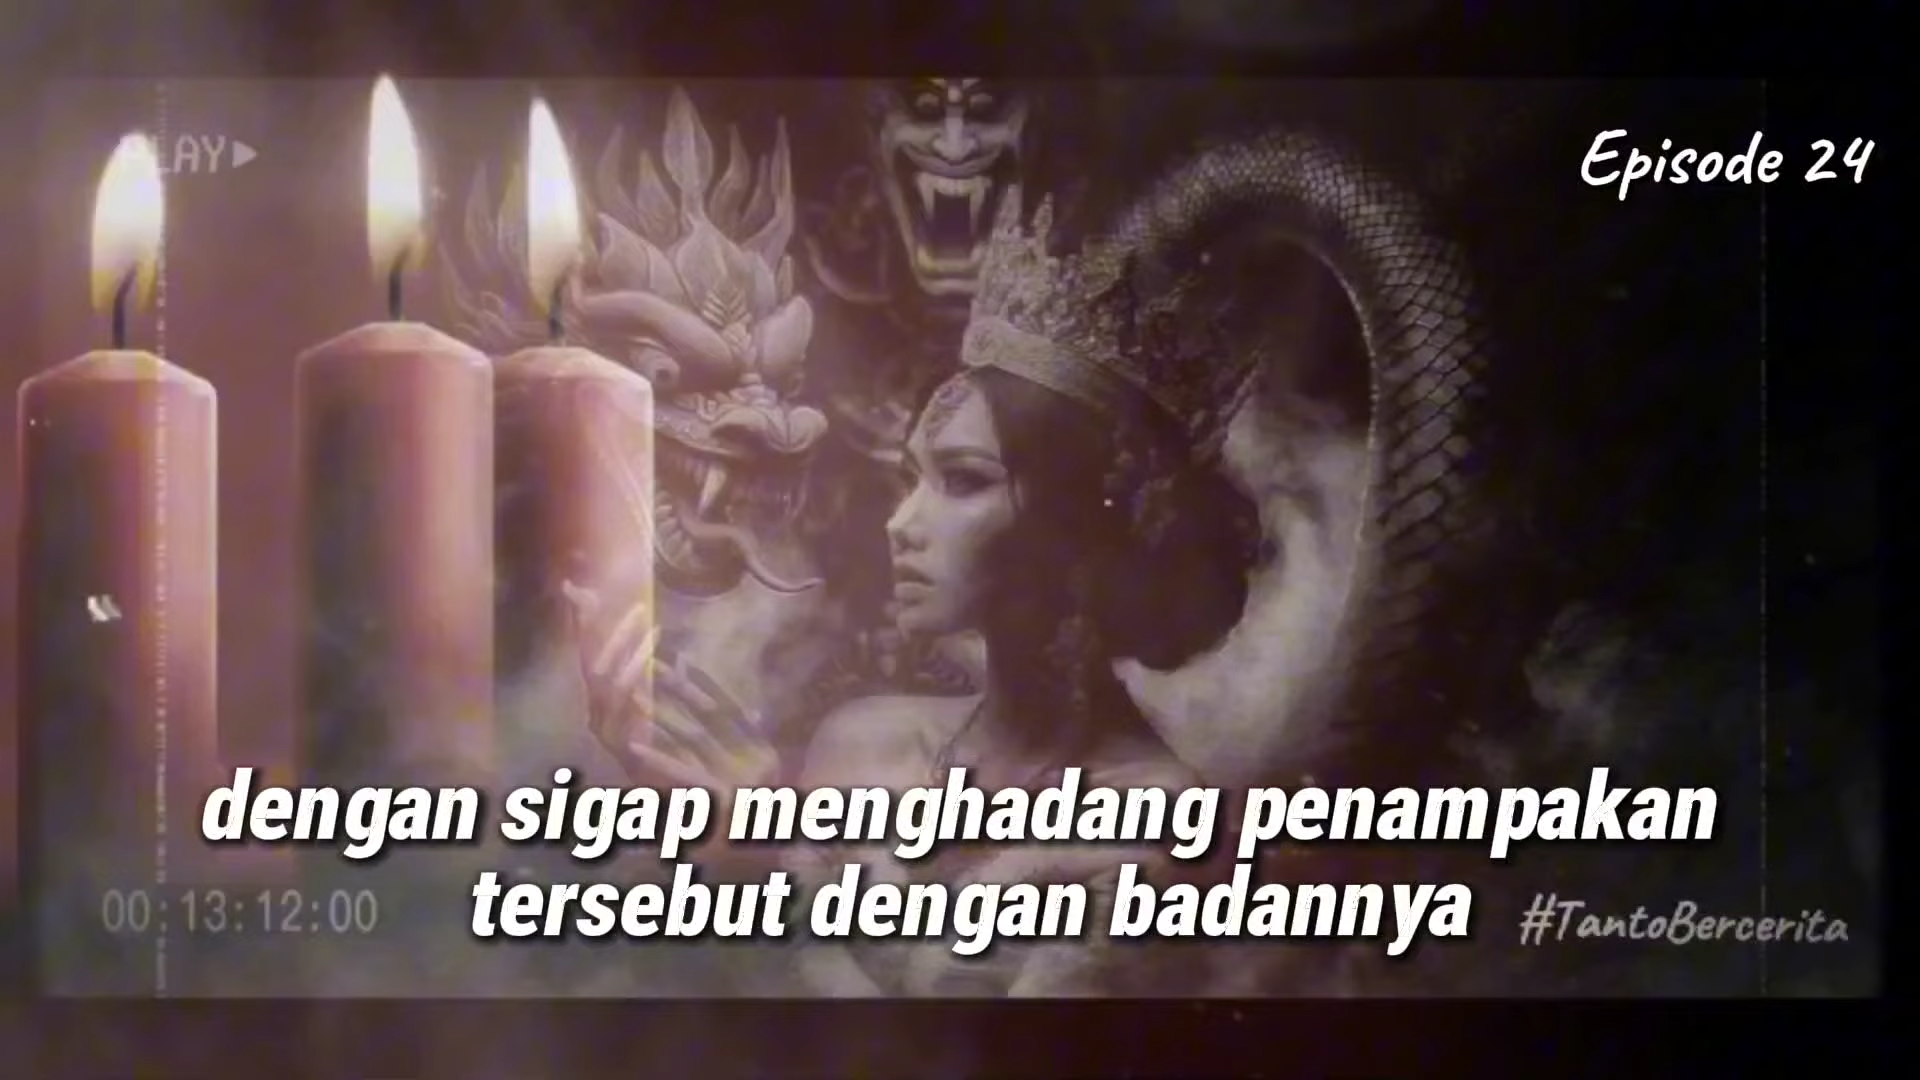 PLAY
Episode 24
dengan sigap menghadang penampakan
tersebut dengan badannya
00:13:12:00
#TantoBercerita